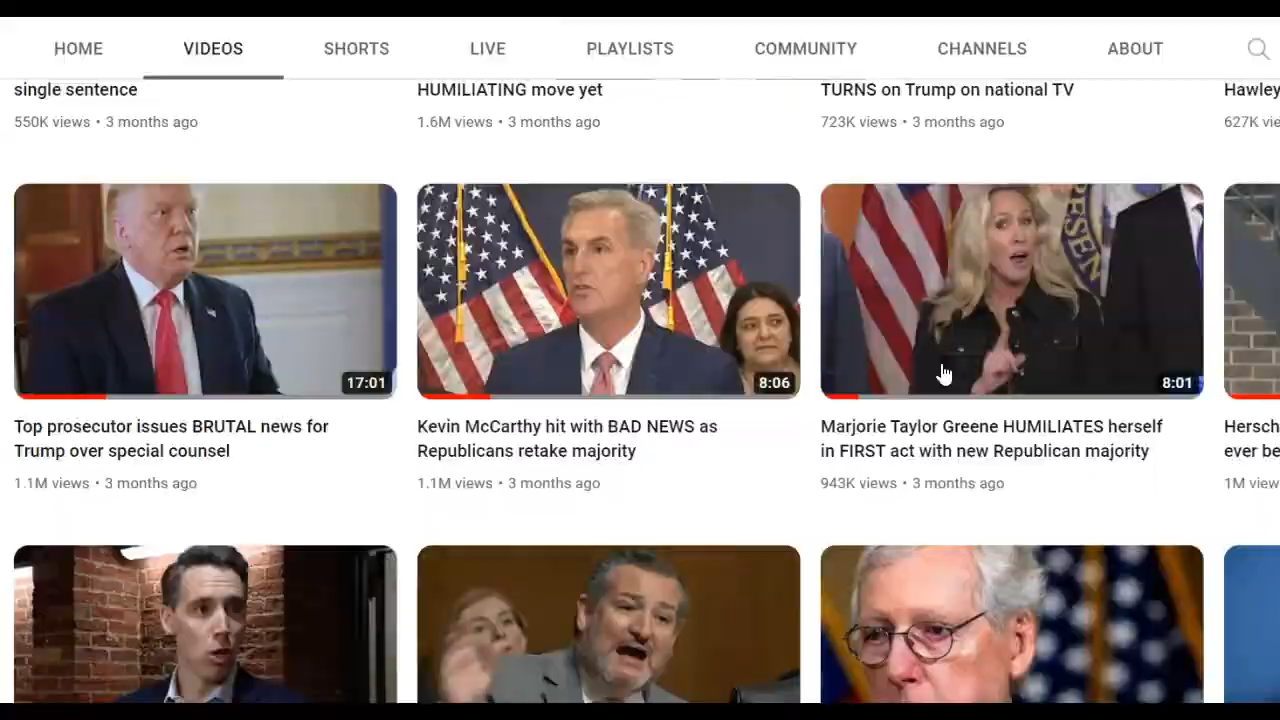 HOME VIDEOS SHORTS LIVE PLAYLISTS COMMUNITY CHANNELS ABOUT
single sentence
550K views • 3 months ago
HUMILIATING move yet
1.6M views • 3 months ago
TURNS on Trump on national TV
723K views • 3 months ago
Hawley
627K vie
17:01
Top prosecutor issues BRUTAL news for
Trump over special counsel
1.1M views • 3 months ago
8:06
Kevin McCarthy hit with BAD NEWS as
Republicans retake majority
1.1M views • 3 months ago
ESEN
8:01
Marjorie Taylor Greene HUMILIATES herself
in FIRST act with new Republican majority
943K views • 3 months ago
Hersch
ever be
1M view